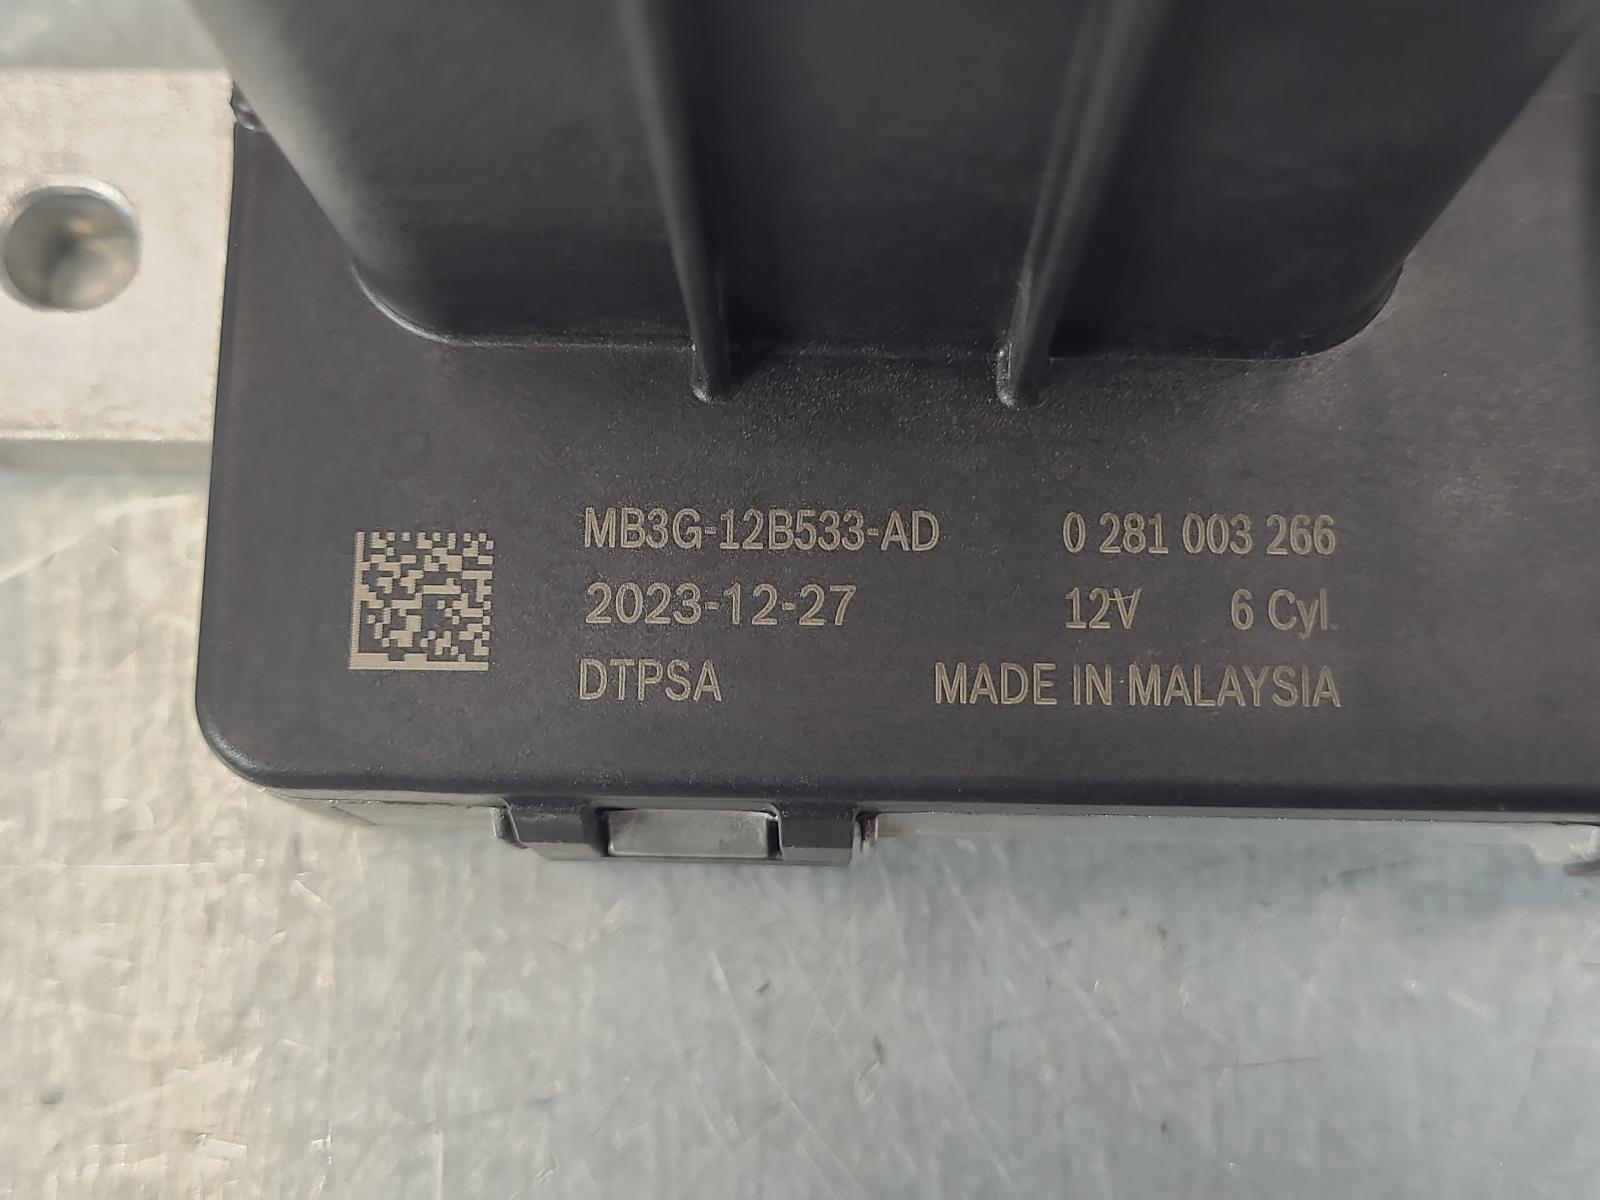 MB3G-12B533-AD 0 281 003 266
2023-12-27 12V 6 Cyl.
DTPSA MADE IN MALAYSIA